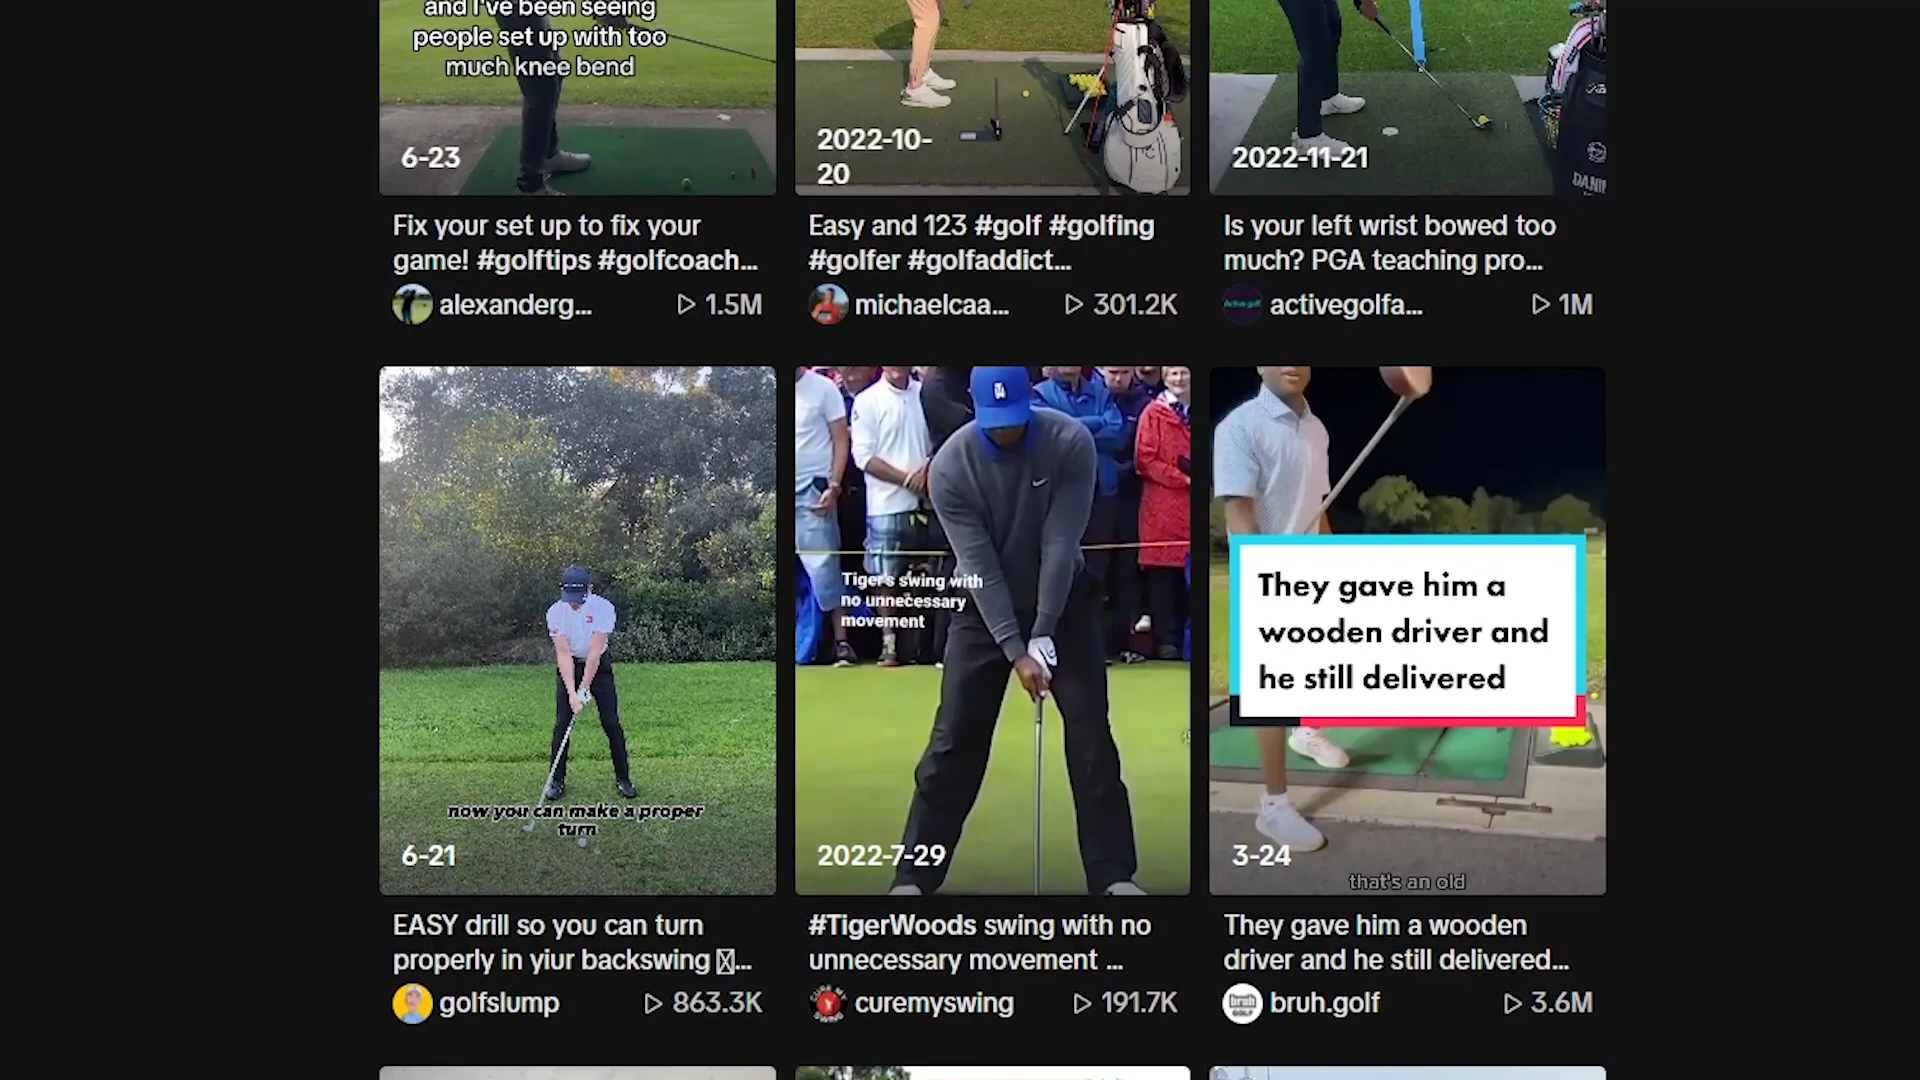 and I've been seeing
people set up with too
much knee bend
6-23
2022-10-
20
2022-11-21
DANI
Fix your set up to fix your
game! #golftips #golfcoach...
alexanderg...
1.5M
Easy and 123 #golf #golfing
#golfer #golfaddict...
michaelcaa...
301.2K
Is your left wrist bowed too
much? PGA teaching pro...
activegolfa...
1M
now you can make a proper
turn
6-21
Tiger's swing with
no unnecessary
movement
2022-7-29
They gave him a
wooden driver and
he still delivered
3-24
that's an old
EASY drill so you can turn
properly in yiur backswing ...
golfslump
863.3K
#TigerWoods swing with no
unnecessary movement ...
CURE MY
SWING
curemyswing
191.7K
They gave him a wooden
driver and he still delivered...
bruh
GOLF
bruh.golf
3.6M